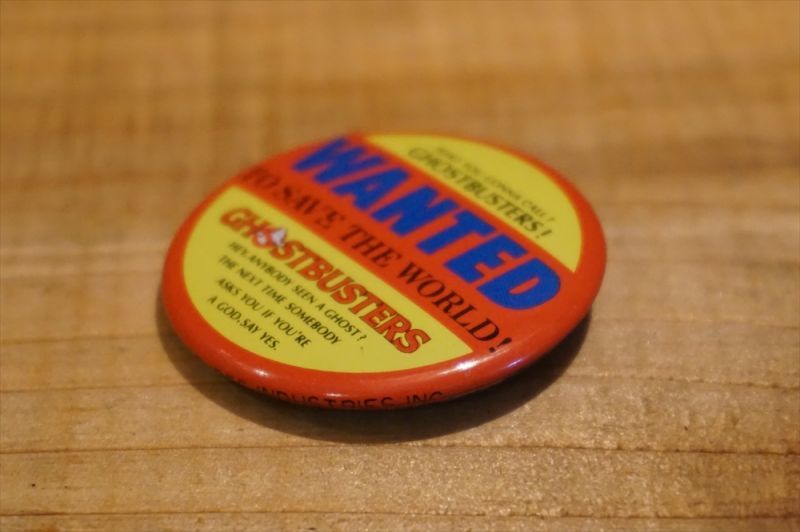 WHO YOU GONNA CALL?
GHOSTBUSTERS!
WANTED
TO SAVE THE WORLD!
GHOSTBUSTERS
HEY, ANYBODY SEEN A GHOST?
THE NEXT TIME SOMEBODY
ASKS YOU IF YOU'RE
A GOD, SAY YES.
INDUSTRIES INC